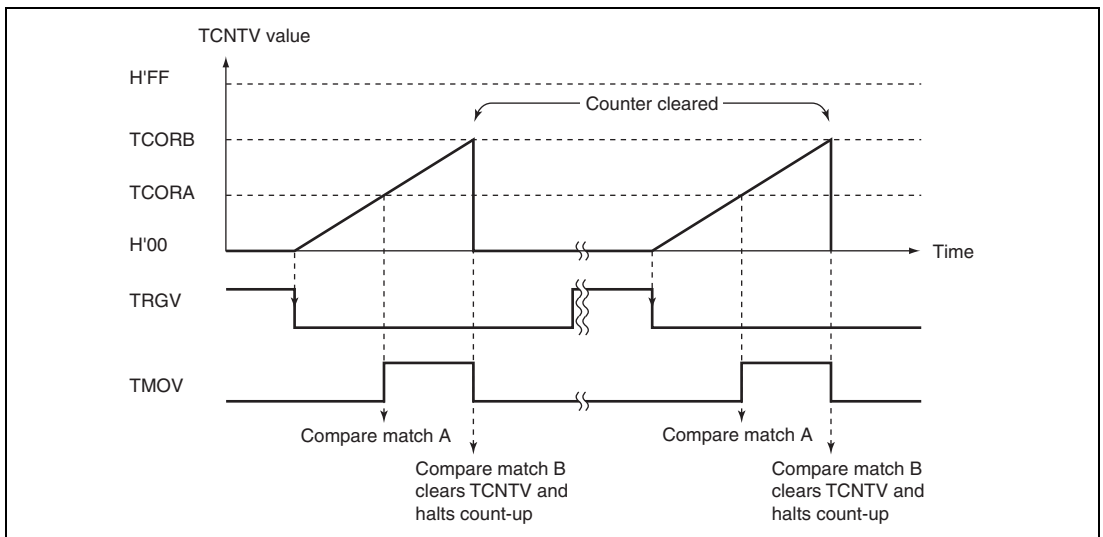 TCNTV value
H'FF
Counter cleared
TCORB
TCORA
H'00
Time
TRGV
TMOV
Compare match A
Compare match A
Compare match B
clears TCNTV and
halts count-up
Compare match B
clears TCNTV and
halts count-up